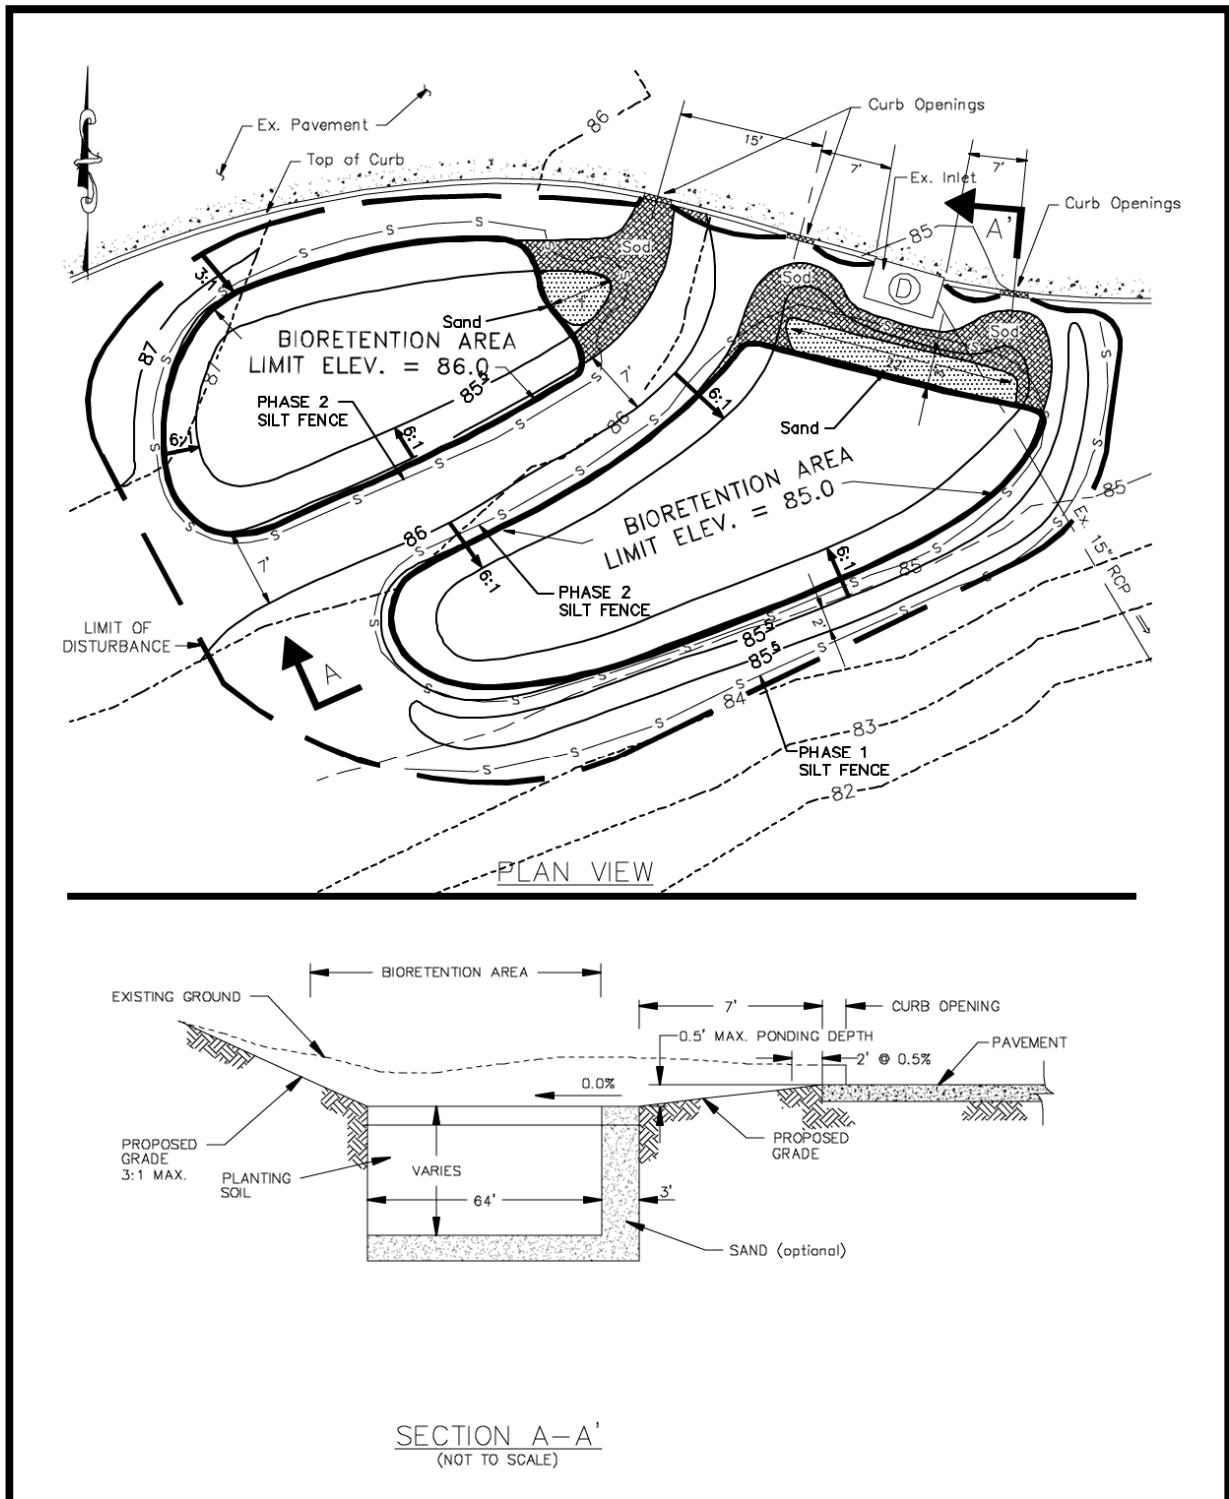 86
Curb Openings
Ex. Pavement
15'
Top of Curb
7'
7'
Ex. Inlet
Curb Openings
A'
85
Sod
Sod
D
Sod
3:1
87
87
Sand
BIORETENTION AREA
LIMIT ELEV. = 86.0
85.5
7'
PHASE 2
SILT FENCE
86
6:1
6:1
6:1
Sand
BIORETENTION AREA
LIMIT ELEV. = 85.0
85
Ex. 15" RCP
86
7'
6:1
6:1
85
PHASE 2
SILT FENCE
2'
LIMIT OF
DISTURBANCE
A
85.5
85.5
84
83
PHASE 1
SILT FENCE
82
PLAN VIEW
BIORETENTION AREA
EXISTING GROUND
7'
CURB OPENING
0.5' MAX. PONDING DEPTH
PAVEMENT
2' @ 0.5%
0.0%
PROPOSED
GRADE
3:1 MAX.
PLANTING
SOIL
VARIES
PROPOSED
GRADE
64'
3'
SAND (optional)
SECTION A-A'
(NOT TO SCALE)